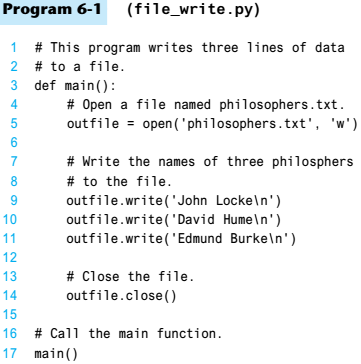 Program 6-1 (file_write.py)
1 # This program writes three lines of data
2 # to a file.
3 def main():
4     # Open a file named philosophers.txt.
5     outfile = open('philosophers.txt', 'w')
6
7     # Write the names of three philosphers
8     # to the file.
9     outfile.write('John Locke\n')
10     outfile.write('David Hume\n')
11     outfile.write('Edmund Burke\n')
12
13     # Close the file.
14     outfile.close()
15
16 # Call the main function.
17 main()